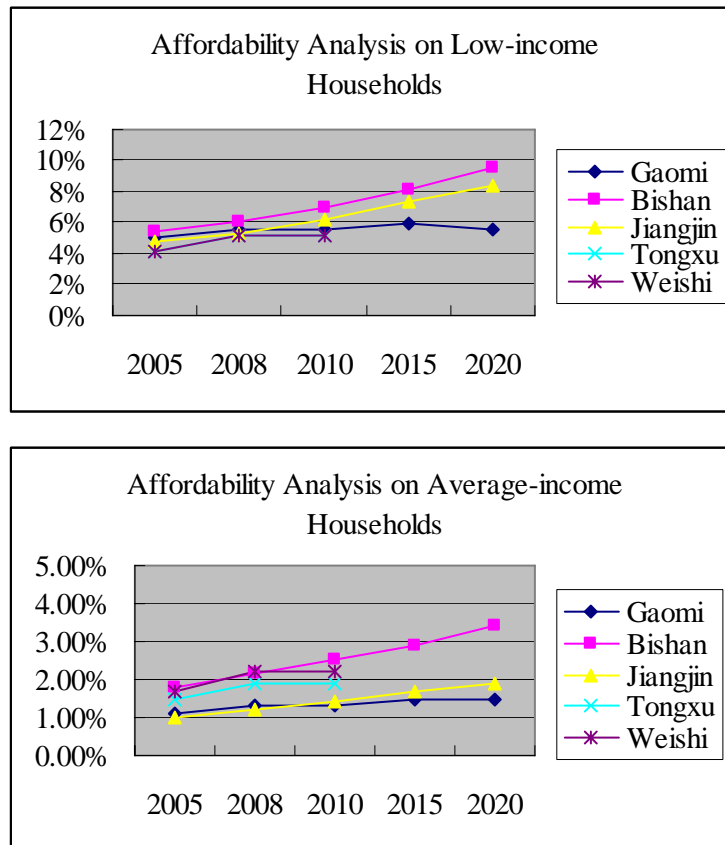 Affordability Analysis on Low-income
Households
12%
10%
8%
6%
4%
2%
0%
2005 2008 2010 2015 2020
Gaomi
Bishan
Jiangjin
Tongxu
Weishi
Affordability Analysis on Average-income
Households
5.00%
4.00%
3.00%
2.00%
1.00%
0.00%
2005 2008 2010 2015 2020
Gaomi
Bishan
Jiangjin
Tongxu
Weishi